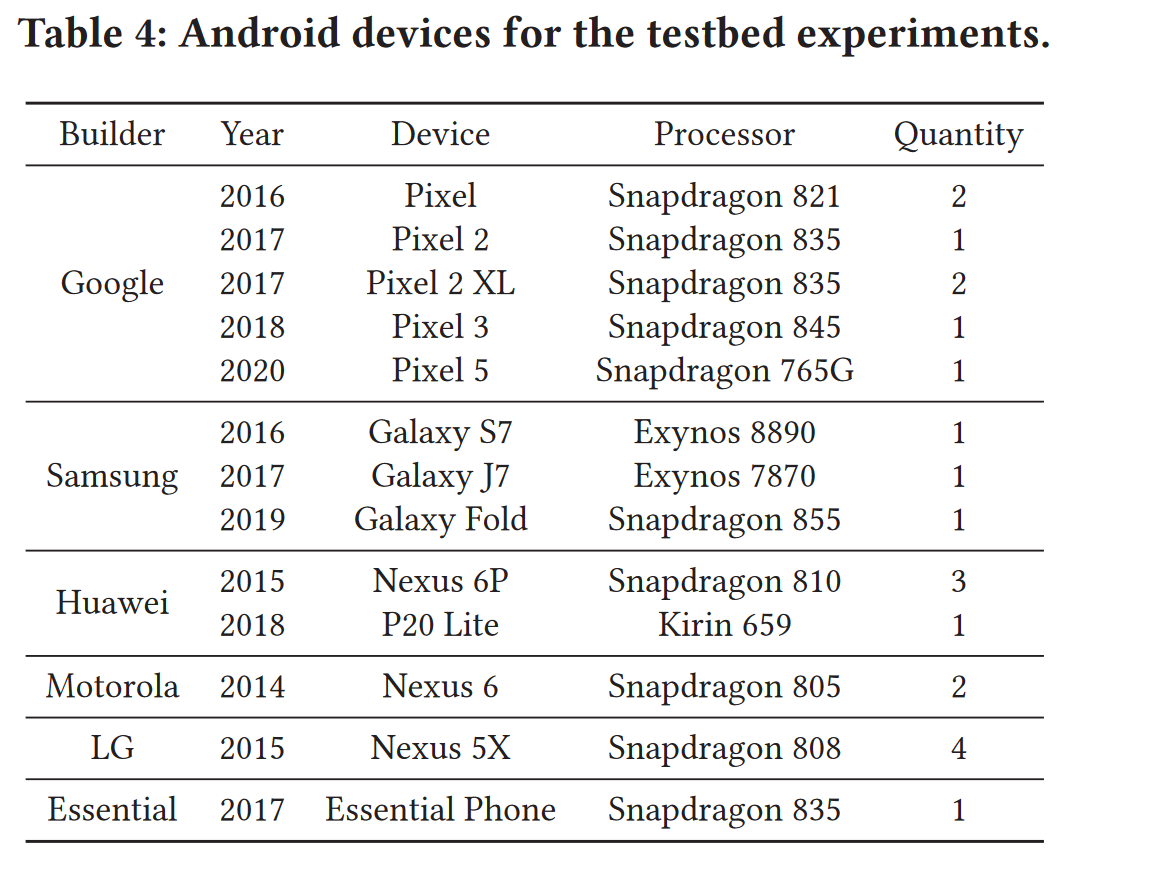 Table 4: Android devices for the testbed experiments.
Builder Year Device Processor Quantity
2016 Pixel Snapdragon 821 2
2017 Pixel 2 Snapdragon 835 1
Google 2017 Pixel 2 XL Snapdragon 835 2
2018 Pixel 3 Snapdragon 845 1
2020 Pixel 5 Snapdragon 765G 1
2016 Galaxy S7 Exynos 8890 1
Samsung 2017 Galaxy J7 Exynos 7870 1
2019 Galaxy Fold Snapdragon 855 1
Huawei
2015 Nexus 6P Snapdragon 810 3
2018 P20 Lite Kirin 659 1
Motorola 2014 Nexus 6 Snapdragon 805 2
LG 2015 Nexus 5X Snapdragon 808 4
Essential 2017 Essential Phone Snapdragon 835 1